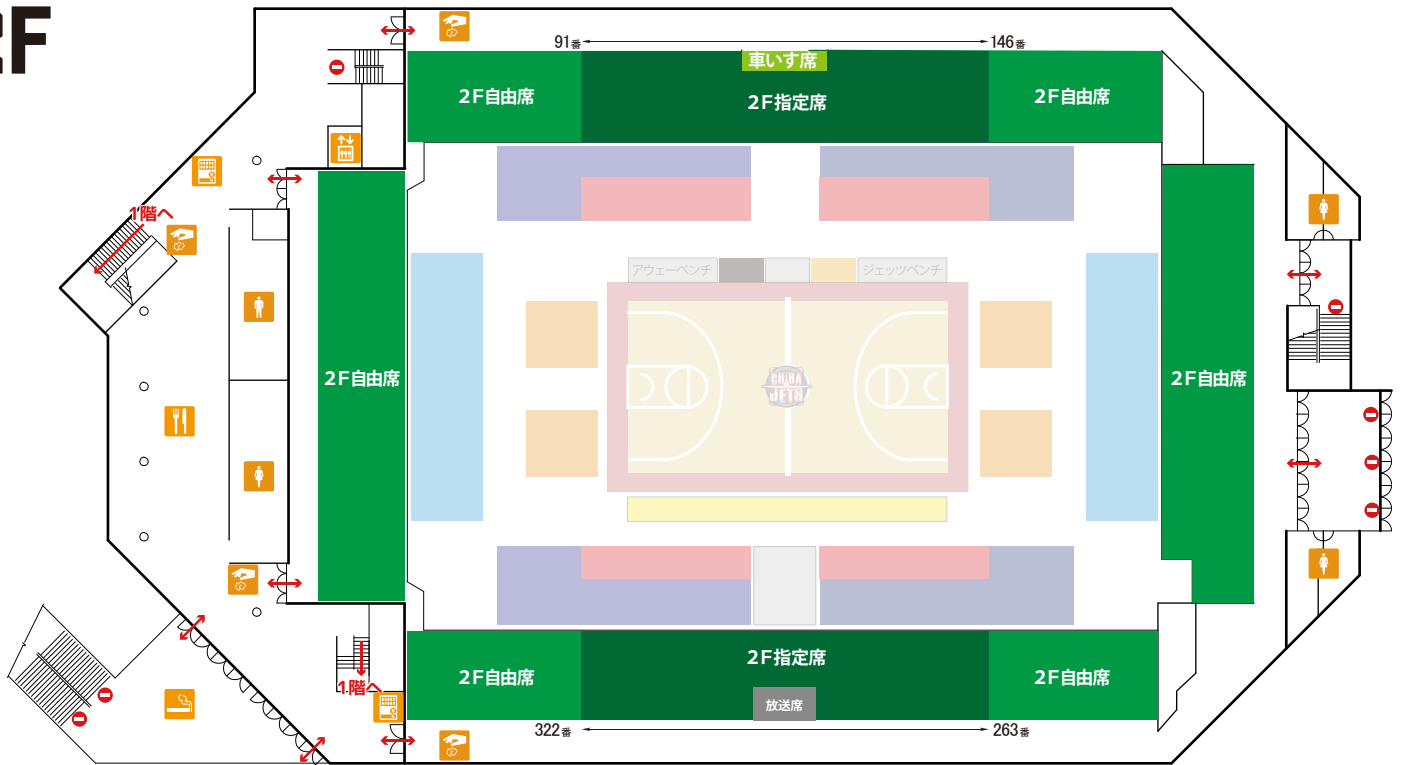 2F
91番
146番
車いす席
2F自由席
2F指定席
2F自由席
1階へ
アウェーベンチ
ジェッツベンチ
2F自由席
CHIBA
JETS
2F自由席
2F自由席
2F指定席
2F自由席
1階へ
放送席
322番
263番